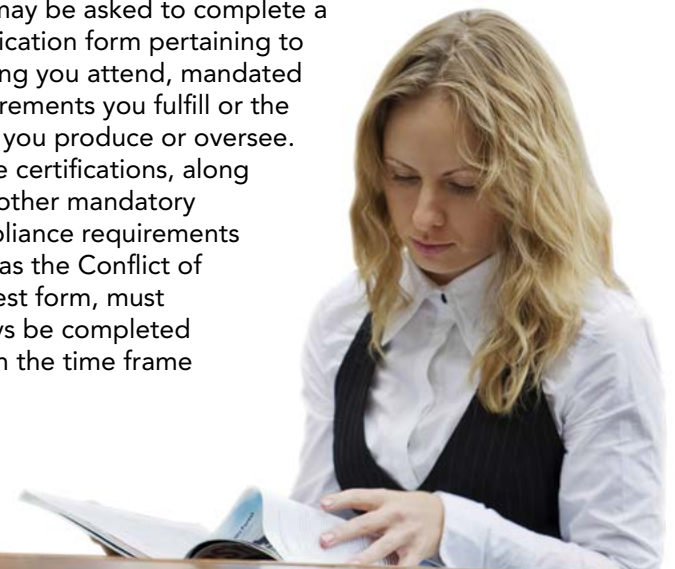 may be asked to complete a
ication form pertaining to
ng you attend, mandated
rements you fulfill or the
you produce or oversee.
e certifications, along
other mandatory
pliance requirements
as the Conflict of
est form, must
ys be completed
n the time frame